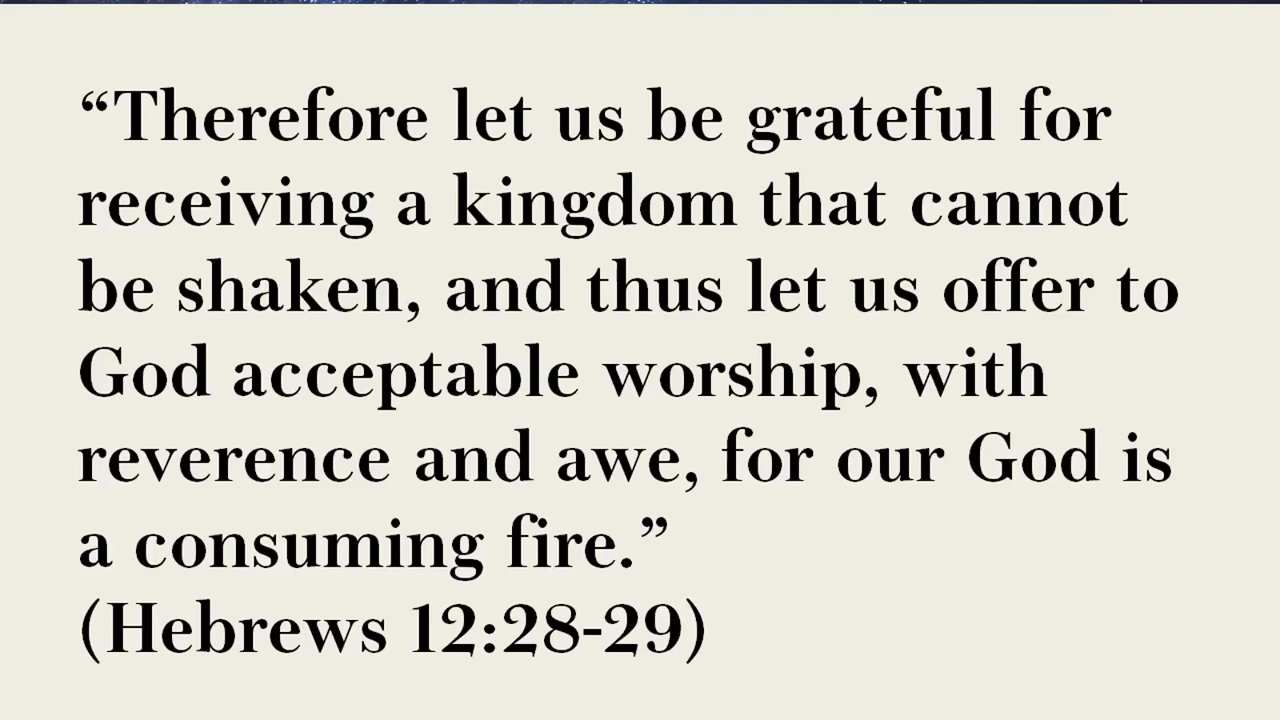 “Therefore let us be grateful for
receiving a kingdom that cannot
be shaken, and thus let us offer to
God acceptable worship, with
reverence and awe, for our God is
a consuming fire.”
(Hebrews 12:28-29)